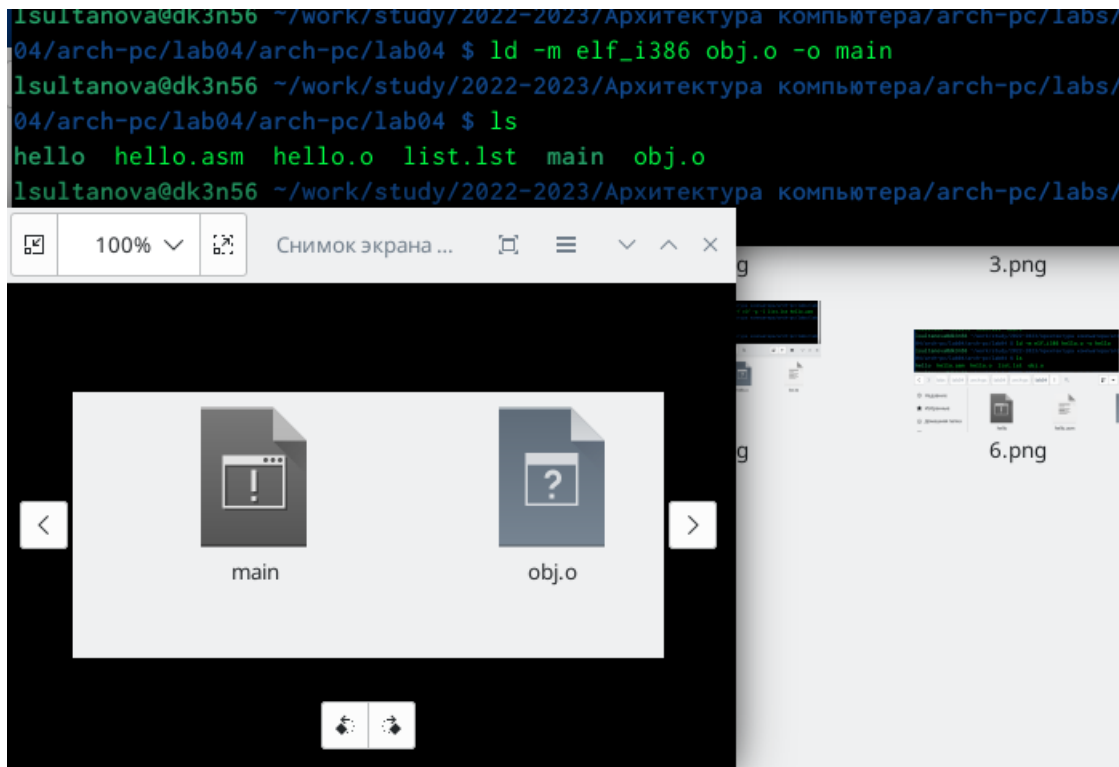 lsultanova@dk3n56 ~/work/study/2022-2023/Архитектура компьютера/arch-pc/labs/
04/arch-pc/lab04/arch-pc/lab04 $ ld -m elf_i386 obj.o -o main
lsultanova@dk3n56 ~/work/study/2022-2023/Архитектура компьютера/arch-pc/labs/
04/arch-pc/lab04/arch-pc/lab04 $ ls
hello hello.asm hello.o list.lst main obj.o
lsultanova@dk3n56 ~/work/study/2022-2023/Архитектура компьютера/arch-pc/labs/
100% Снимок экрана ...
g 3.png
g 6.png
main obj.o